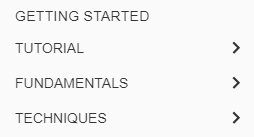 GETTING STARTED
TUTORIAL
FUNDAMENTALS
TECHNIQUES